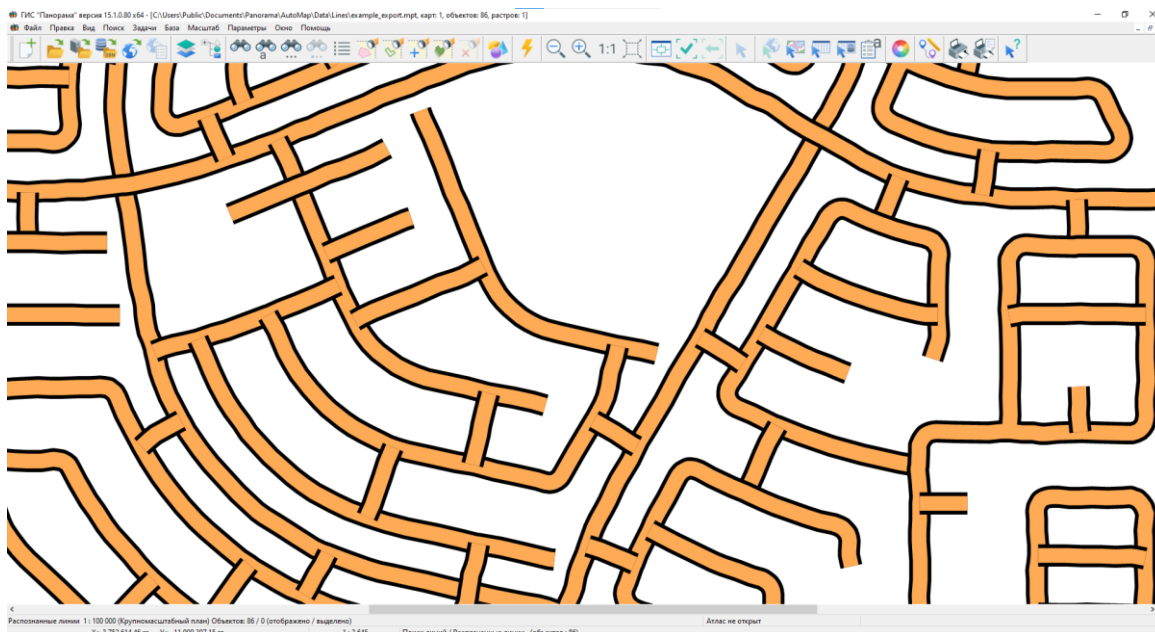 ГИС "Панорама" версия 15.1.0.80 x64 - [C:\Users\Public\Documents\Panorama\AutoMap\Data\Lines\example_export.mpt, карт: 1, объектов: 86, растров: 1]
Файл Правка Вид Поиск Задачи База Масштаб Параметры Окно Помощь
a 1:1 a
Распознанные линии 1 : 100 000 (Крупномасштабный план) Объектов: 86 / 0 (отображено / выделено) Атлас не открыт